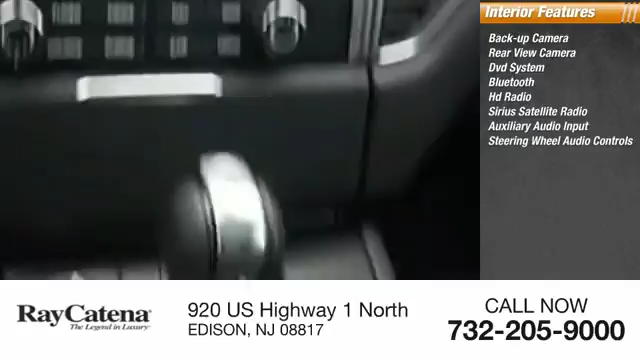 Interior Features
Back-up Camera
Rear View Camera
Dvd System
Bluetooth
Hd Radio
Sirius Satellite Radio
Auxiliary Audio Input
Steering Wheel Audio Controls
RayCatena
The Legend in Luxury
920 US Highway 1 North
EDISON, NJ 08817
CALL NOW
732-205-9000